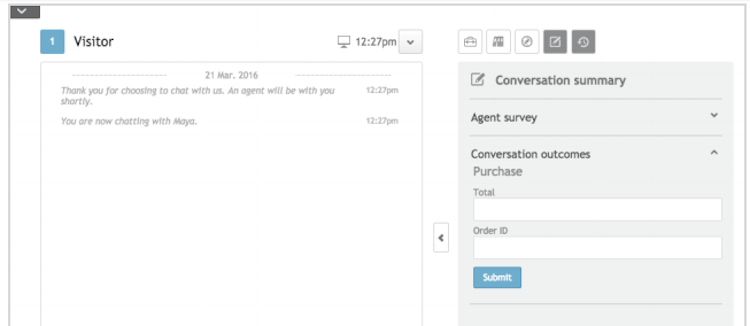 1 Visitor 12:27pm
21 Mar, 2016
Thank you for choosing to chat with us. An agent will be with you 12:27pm
shortly.
You are now chatting with Maya. 12:27pm
Conversation summary
Agent survey
Conversation outcomes
Purchase
Total
Order ID
Submit